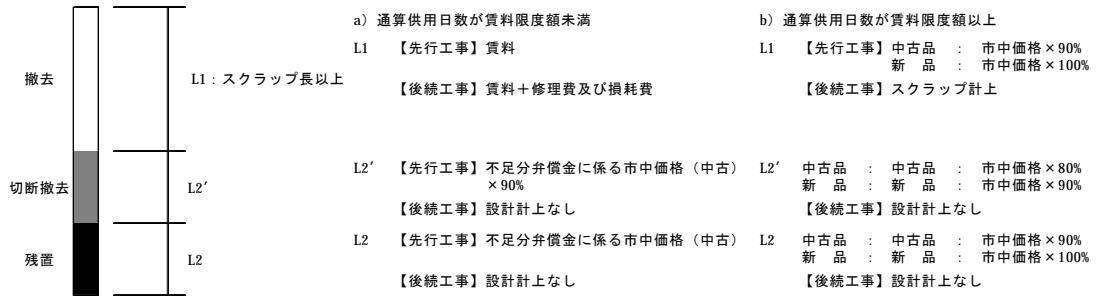 撤去
切断撤去
残置
L1：スクラップ長以上
L2′
L2
a）通算供用日数が賃料限度額未満
L1 【先行工事】賃料
【後続工事】賃料＋修理費及び損耗費
L2′ 【先行工事】不足分弁償金に係る市中価格（中古）
×90%
【後続工事】設計計上なし
L2 【先行工事】不足分弁償金に係る市中価格（中古）
【後続工事】設計計上なし
b）通算供用日数が賃料限度額以上
L1 【先行工事】中古品 ： 市中価格×90%
新 品 ： 市中価格×100%
【後続工事】スクラップ計上
L2′ 中古品 ： 中古品 ： 市中価格×80%
新 品 ： 新 品 ： 市中価格×90%
【後続工事】設計計上なし
L2 中古品 ： 中古品 ： 市中価格×90%
新 品 ： 新 品 ： 市中価格×100%
【後続工事】設計計上なし